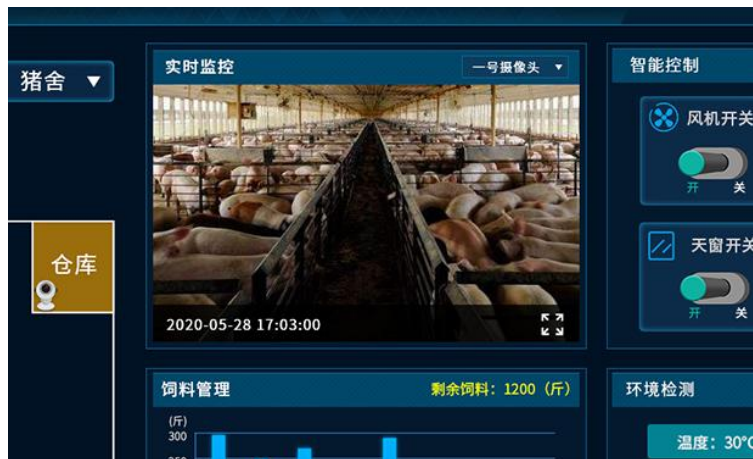 猪舍
实时监控
一号摄像头
智能控制
风机开关
开
关
仓库
天窗开关
开
关
2020-05-28 17:03:00
饲料管理
剩余饲料：1200（斤）
环境检测
(斤)
300
温度：30°C